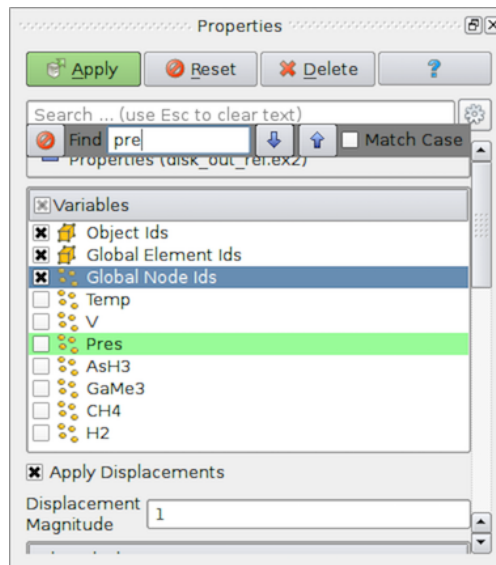 Properties
Apply Reset Delete ?
Search ... (use Esc to clear text)
Find pre Match Case
Properties (disk_out_ref.ex2)
Variables
Object Ids
Global Element Ids
Global Node Ids
Temp
V
Pres
AsH3
GaMe3
CH4
H2
Apply Displacements
Displacement
Magnitude
1